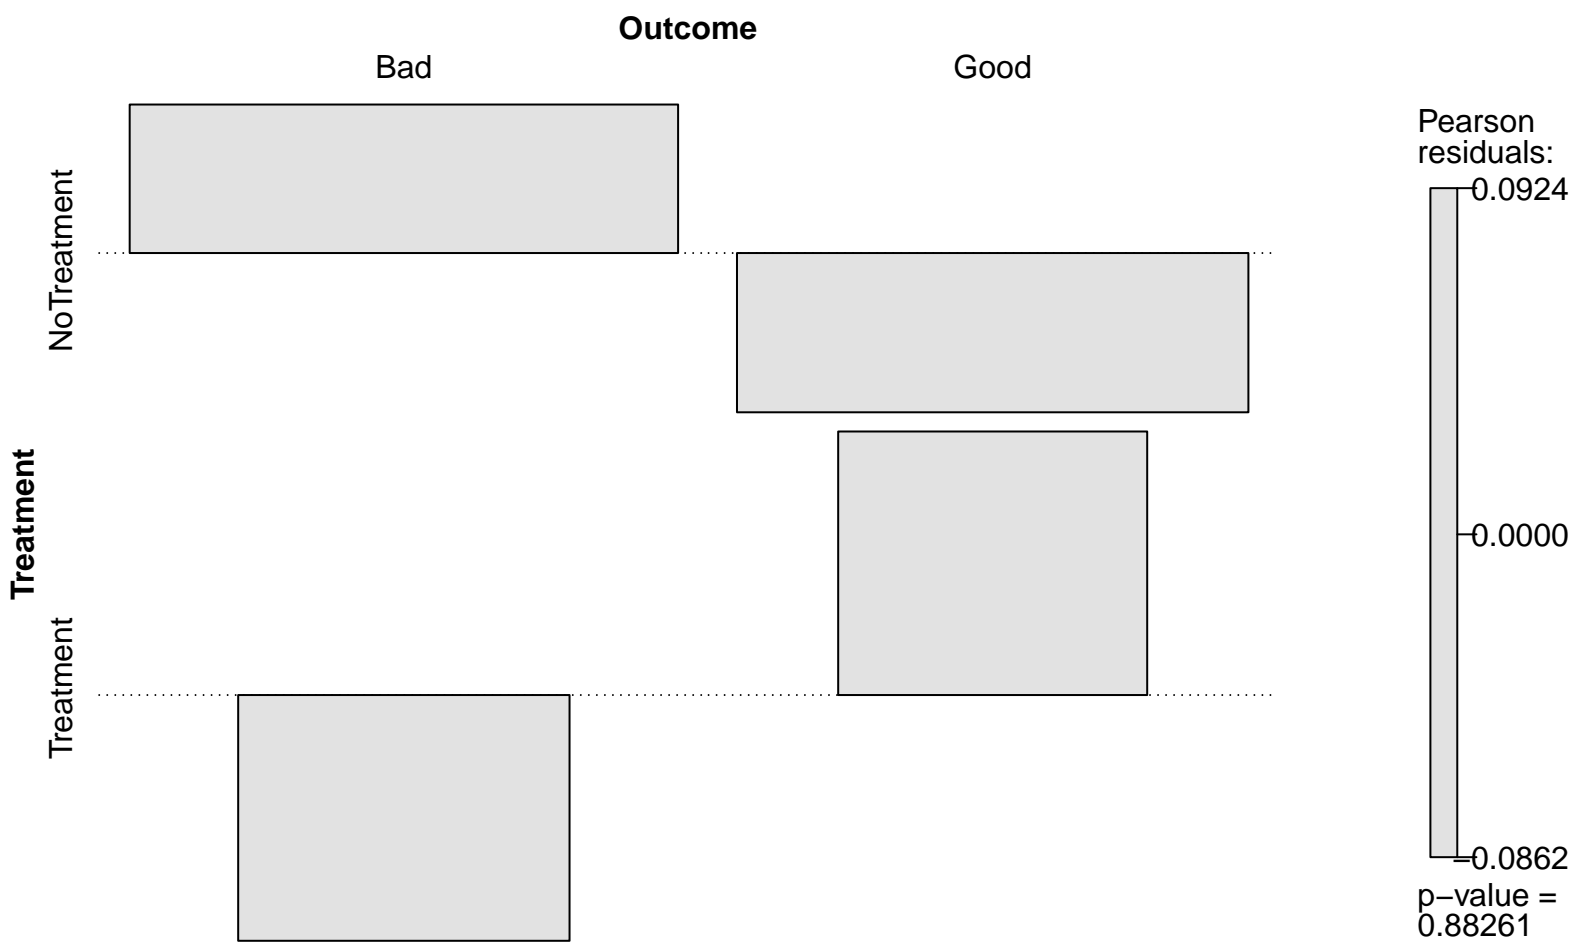 Outcome
Bad
Good
Treatment
NoTreatment
Treatment
Pearson
residuals:
0.0924
0.0000
−0.0862
p−value =
0.88261